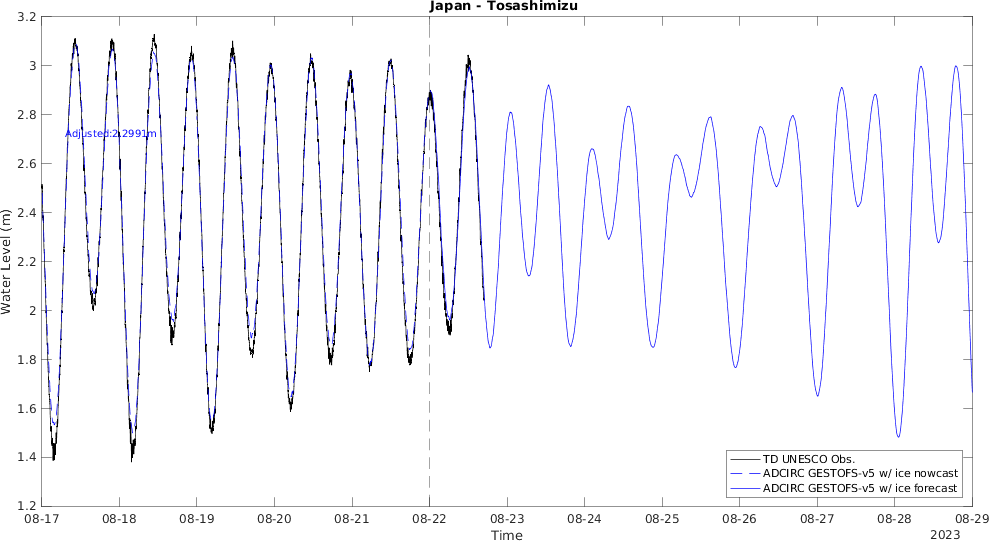 Japan - Tosashimizu
3.2
3
2.8
2.6
2.4
2.2
2
1.8
1.6
1.4
1.2
Water Level (m)
Adjusted:2.2991m
TD UNESCO Obs.
ADCIRC GESTOFS-v5 w/ ice nowcast
ADCIRC GESTOFS-v5 w/ ice forecast
08-17 08-18 08-19 08-20 08-21 08-22 08-23 08-24 08-25 08-26 08-27 08-28 08-29
Time
2023